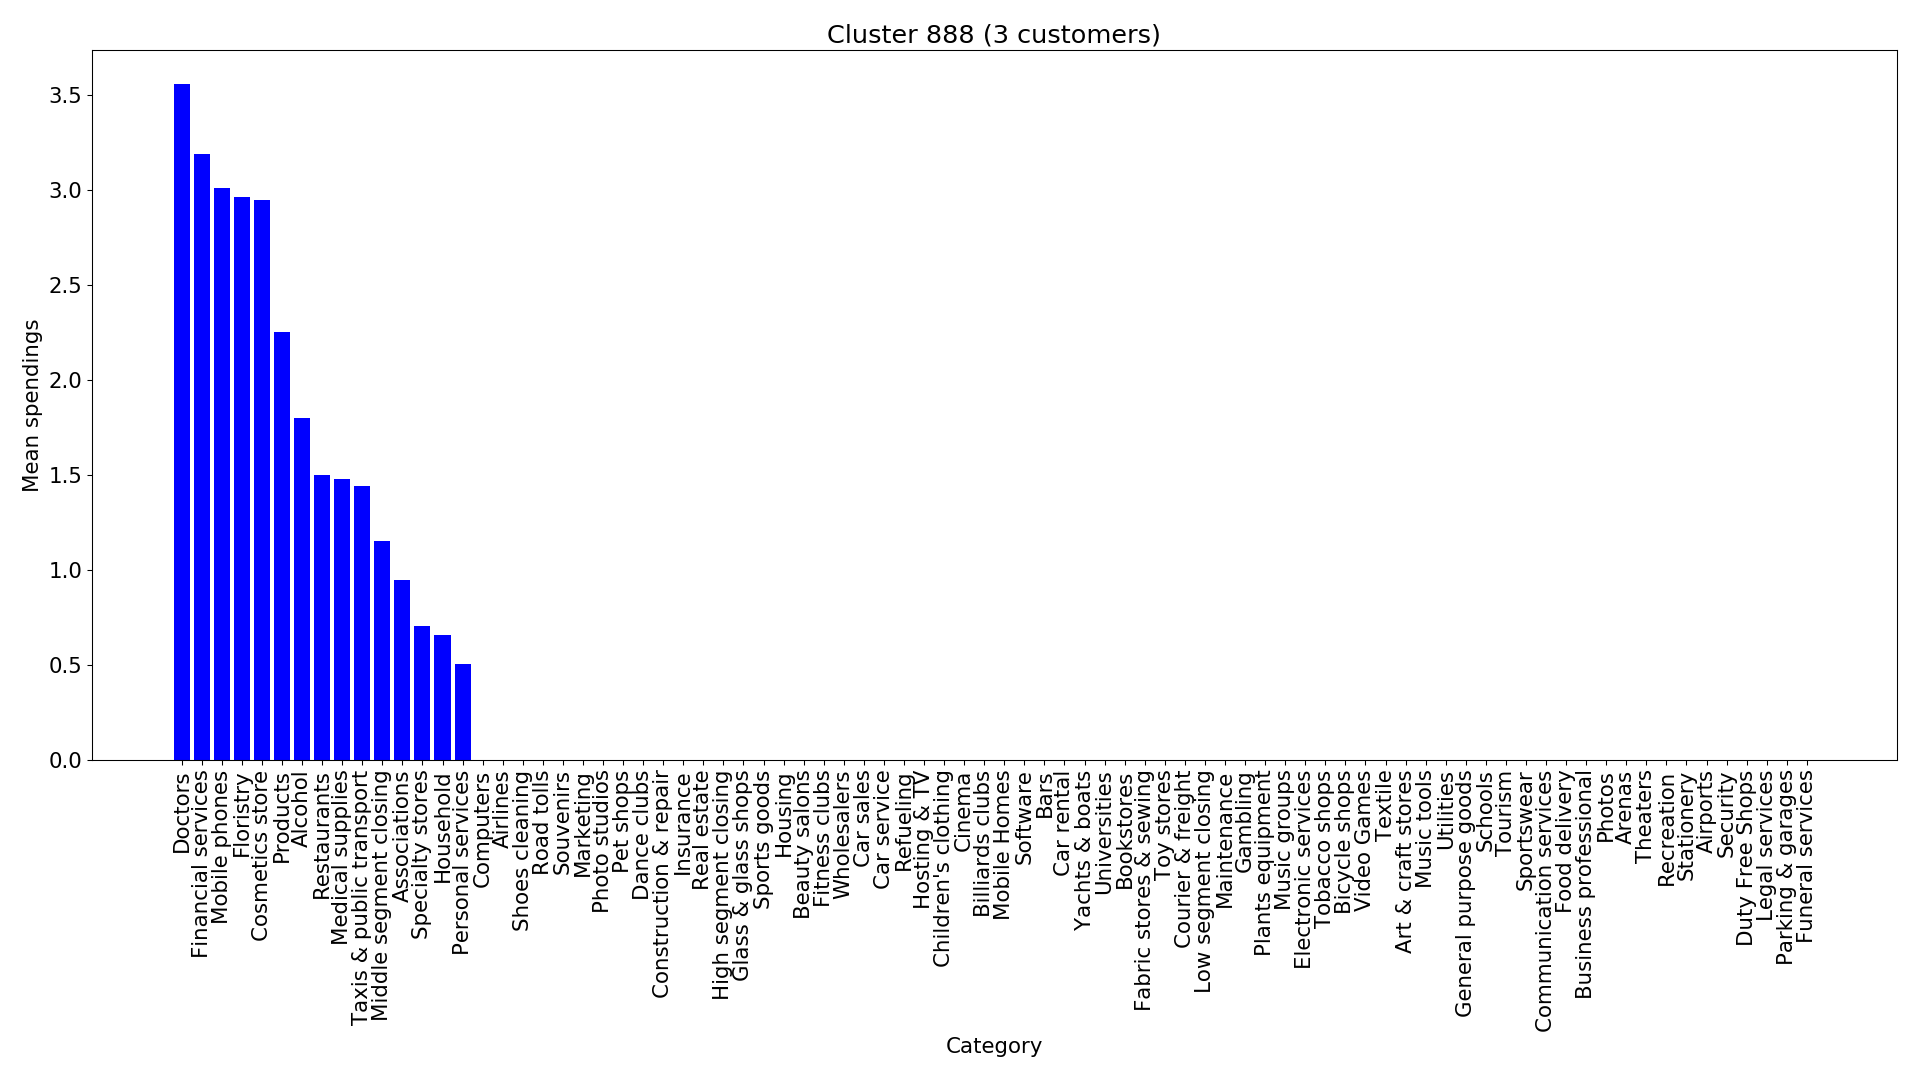 Cluster 888 (3 customers)
Mean spendings
3.5
3.0
2.5
2.0
1.5
1.0
0.5
0.0
Doctors
Financial services
Mobile phones
Floristry
Cosmetics store
Products
Alcohol
Restaurants
Medical supplies
Taxis & public transport
Middle segment closing
Associations
Specialty stores
Household
Personal services
Computers
Airlines
Shoes cleaning
Road tolls
Souvenirs
Marketing
Photo studios
Pet shops
Dance clubs
Construction & repair
Insurance
Real estate
High segment closing
Glass & glass shops
Sports goods
Housing
Beauty salons
Fitness clubs
Wholesalers
Car sales
Car service
Refueling
Hosting & TV
Children's clothing
Cinema
Billiards clubs
Mobile Homes
Software
Bars
Car rental
Yachts & boats
Universities
Bookstores
Fabric stores & sewing
Toy stores
Courier & freight
Low segment closing
Maintenance
Gambling
Plants equipment
Music groups
Electronic services
Tobacco shops
Bicycle shops
Video Games
Textile
Art & craft stores
Music tools
Utilities
General purpose goods
Schools
Tourism
Sportswear
Communication services
Food delivery
Business professional
Photos
Arenas
Theaters
Recreation
Stationery
Airports
Security
Duty Free Shops
Legal services
Parking & garages
Funeral services
Category